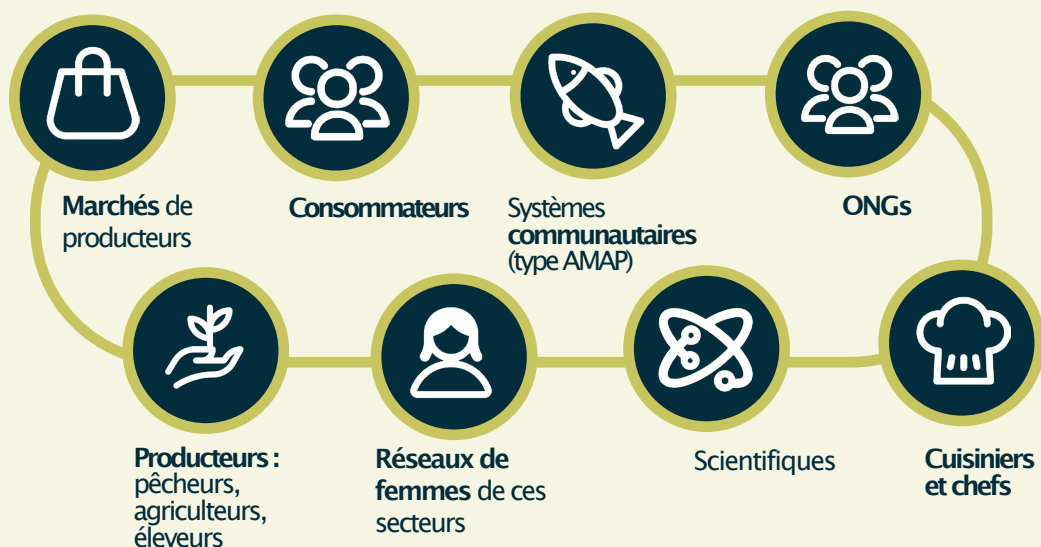 Marchés de
producteurs
Consommateurs
Systèmes
communautaires
(type AMAP)
ONGs
Producteurs :
pêcheurs,
agriculteurs,
éleveurs
Réseaux de
femmes de ces
secteurs
Scientifiques
Cuisiniers
et chefs